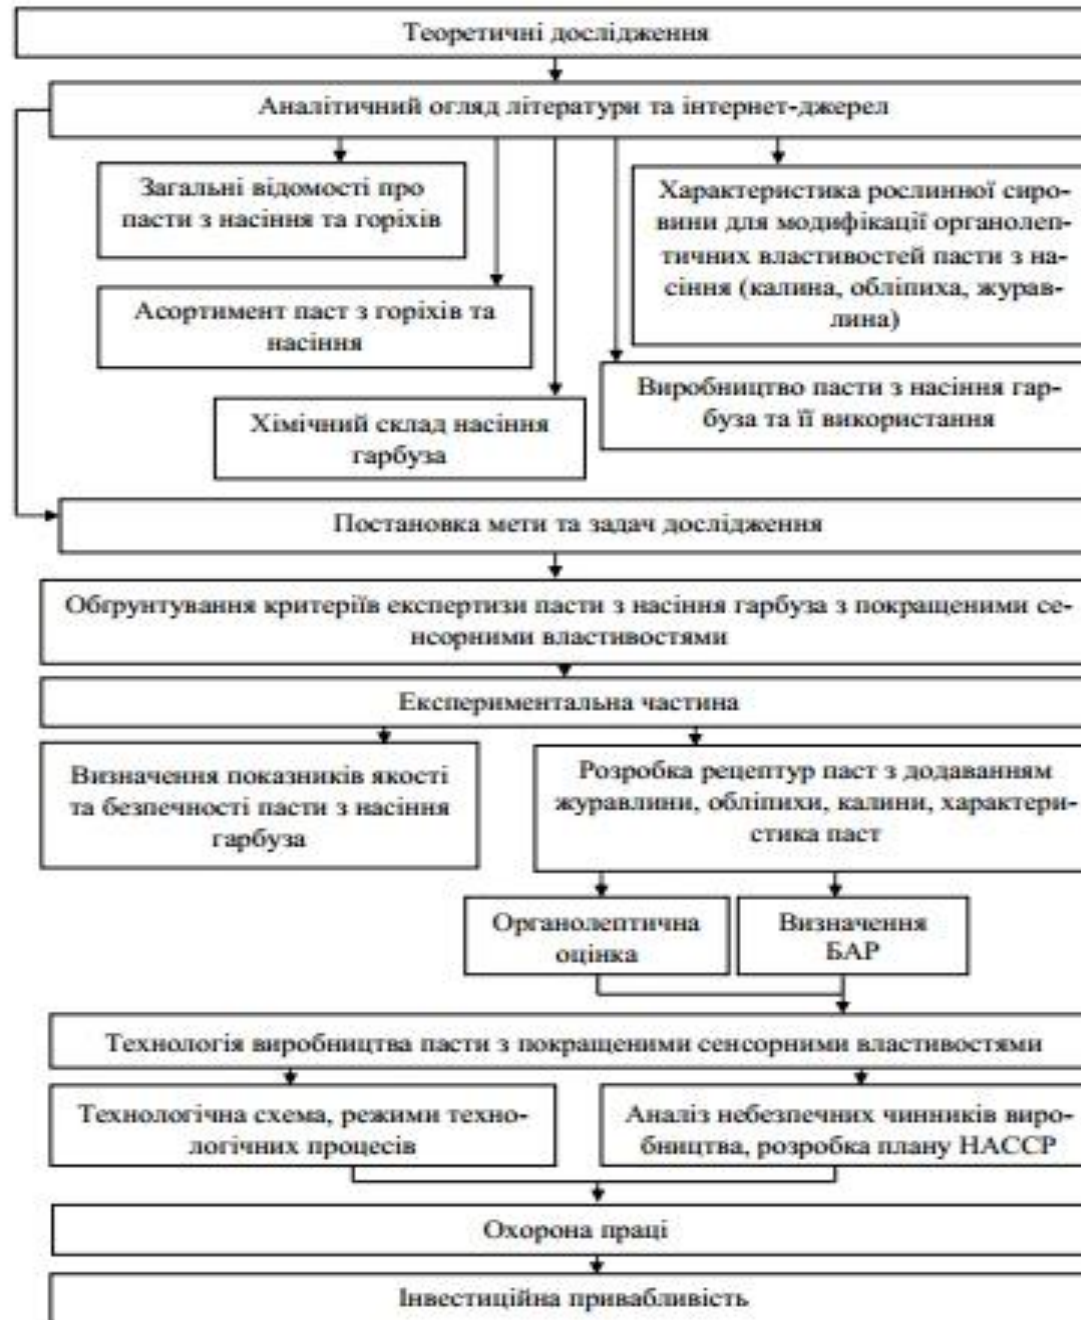 Теоретичні дослідження
Аналітичний огляд літератури та інтернет-джерел
Загальні відомості про
пасти з насіння та горіхів
Характеристика рослинної сиро-
вини для модифікації органолеп-
тичних властивостей пасти з на-
сіння (калина, обліпиха, журав-
лина)
Асортимент паст з горіхів та
насіння
Виробництво пасти з насіння гар-
буза та її використання
Хімічний склад насіння
гарбуза
Постановка мети та задач дослідження
Обґрунтування критеріїв експертизи пасти з насіння гарбуза з покращеними се-
нсорними властивостями
Експериментальна частина
Визначення показників якості
та безпечності пасти з насіння
гарбуза
Розробка рецептур паст з додаванням
журавлини, обліпихи, калини, характери-
стика паст
Органолептична
оцінка
Визначення
БАР
Технологія виробництва пасти з покращеними сенсорними властивостями
Технологічна схема, режими техно-
логічних процесів
Аналіз небезпечних чинників виро-
бництва, розробка плану НАССР
Охорона праці
Інвестиційна привабливість